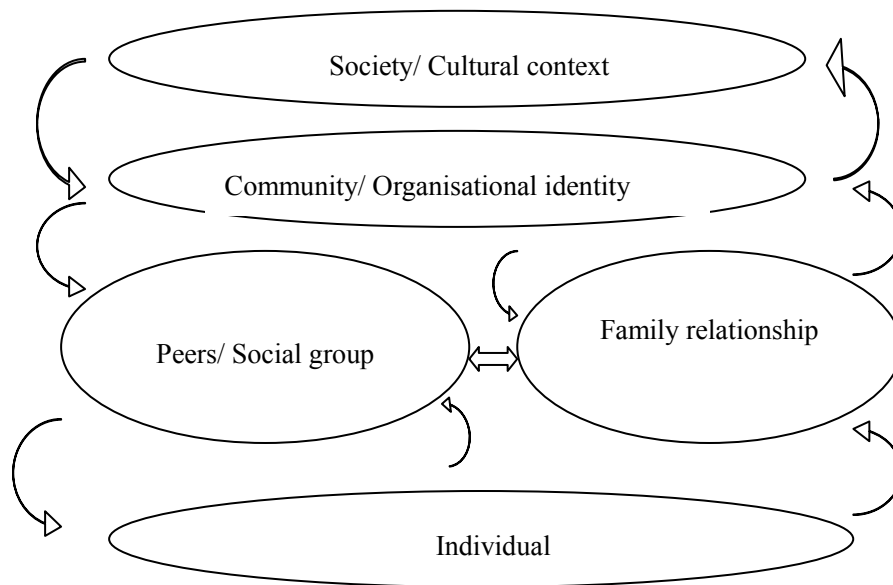 Society/ Cultural context
Community/ Organisational identity
Family relationship
Peers/ Social group
Individual